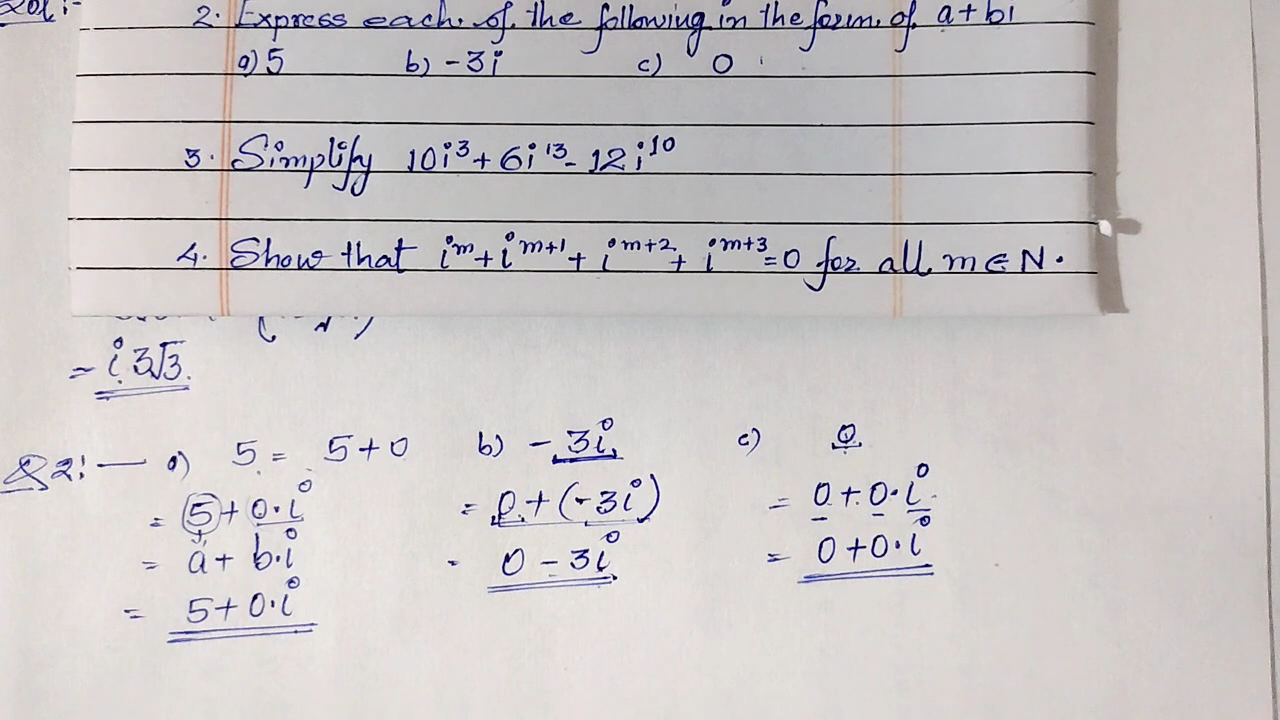 Sol:-
2. Express each of the following in the form of a+bi
a) 5 b) -3i c) 0
3. Simplify 10i³ + 6i¹³ - 12i¹⁰
4. Show that iᵐ + iᵐ⁺¹ + iᵐ⁺² + iᵐ⁺³ = 0 for all m ∈ N.
= i 3√3.
Q2:— a) 5 = 5+0 b) -3i c) 0
= 5+0·i = 0+(-3i) = 0+0·i
= a+b·i = 0-3i = 0+0·i
= 5+0·i